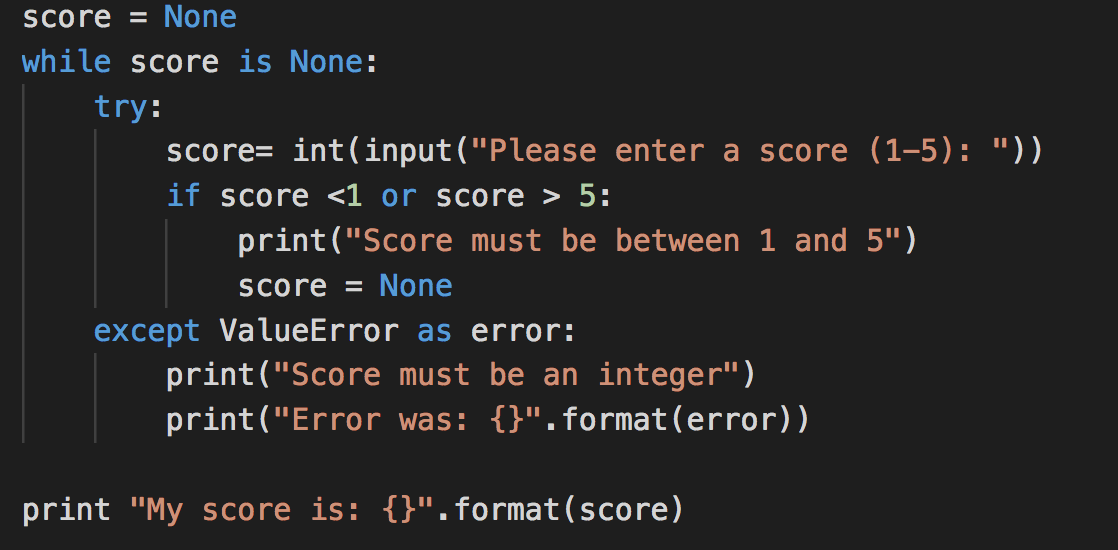 score = None
while score is None:
    try:
        score= int(input("Please enter a score (1-5): "))
        if score <1 or score > 5:
            print("Score must be between 1 and 5")
            score = None
    except ValueError as error:
        print("Score must be an integer")
        print("Error was: {}".format(error))

print "My score is: {}".format(score)